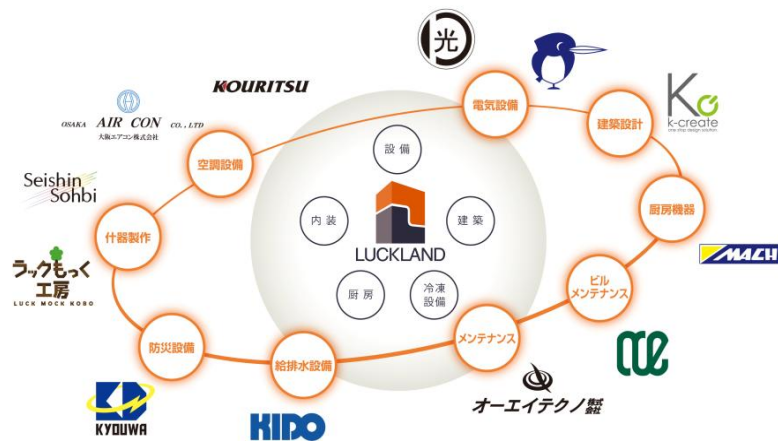 光
KOURITSU
電気設備
建築設計
k-create
one stop design solution
AIR CON
OSAKA
CO., LTD
大阪エアコン株式会社
空調設備
設備
Seishin
Sohbi
什器製作
内装
建築
LUCKLAND
厨房機器
MACH
ラックもっく
工房
LUCK MOCK KOBO
厨房
冷凍
設備
ビル
メンテナンス
防災設備
給排水設備
メンテナンス
KYOUWA
KIDO
オーエイテクノ株式会社